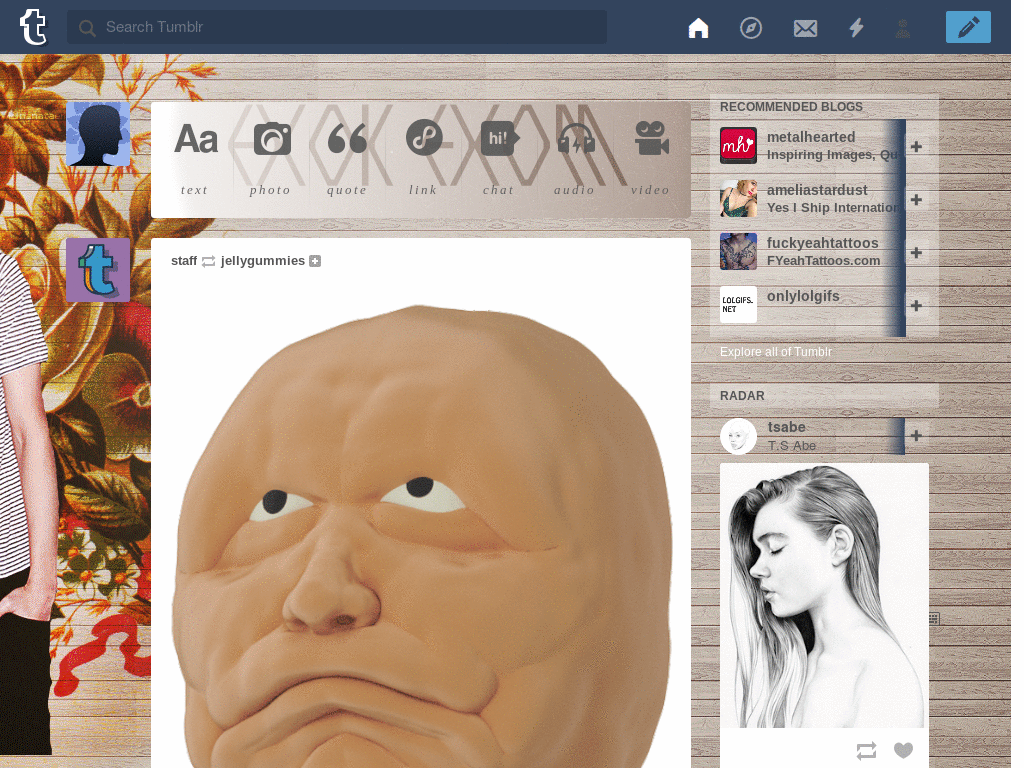 t
Search Tumblr
RECOMMENDED BLOGS
Aa
hi!
text
photo
quote
link
chat
audio
video
mh
metalhearted
Inspiring Images, Qu
ameliastardust
Yes I Ship Internation
t
staff jellygummies
fuckyeahtattoos
FYeahTattoos.com
LOLGIFS.
NET
onlylolgifs
Explore all of Tumblr
RADAR
tsabe
T.S Abe